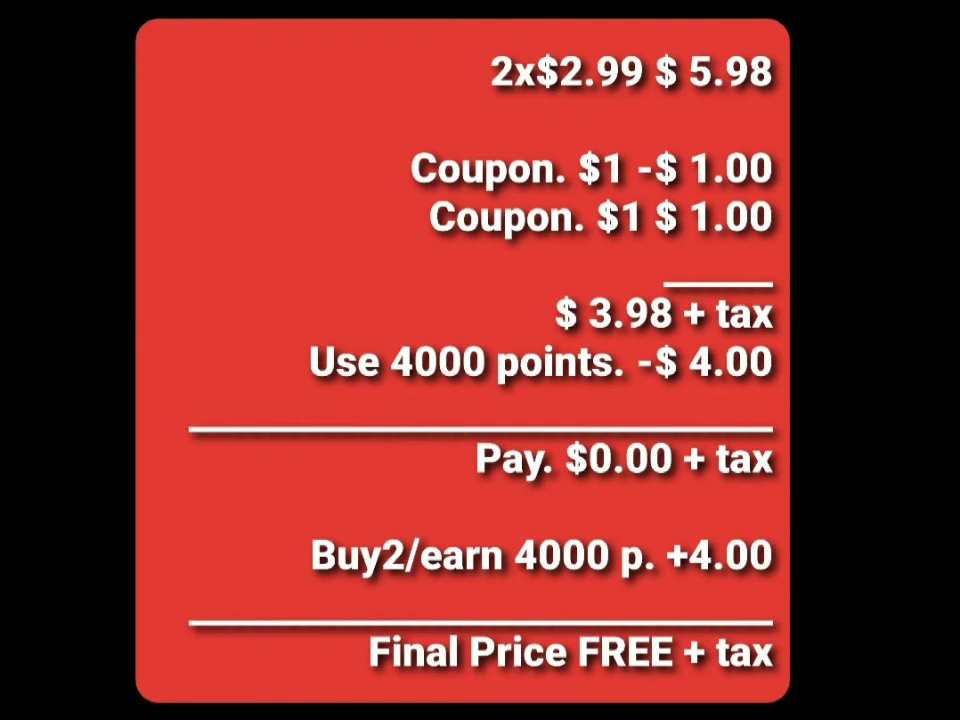 2x$2.99 $ 5.98
Coupon. $1 -$ 1.00
Coupon. $1 $ 1.00
$ 3.98 + tax
Use 4000 points. -$ 4.00
Pay. $0.00 + tax
Buy2/earn 4000 p. +4.00
Final Price FREE + tax